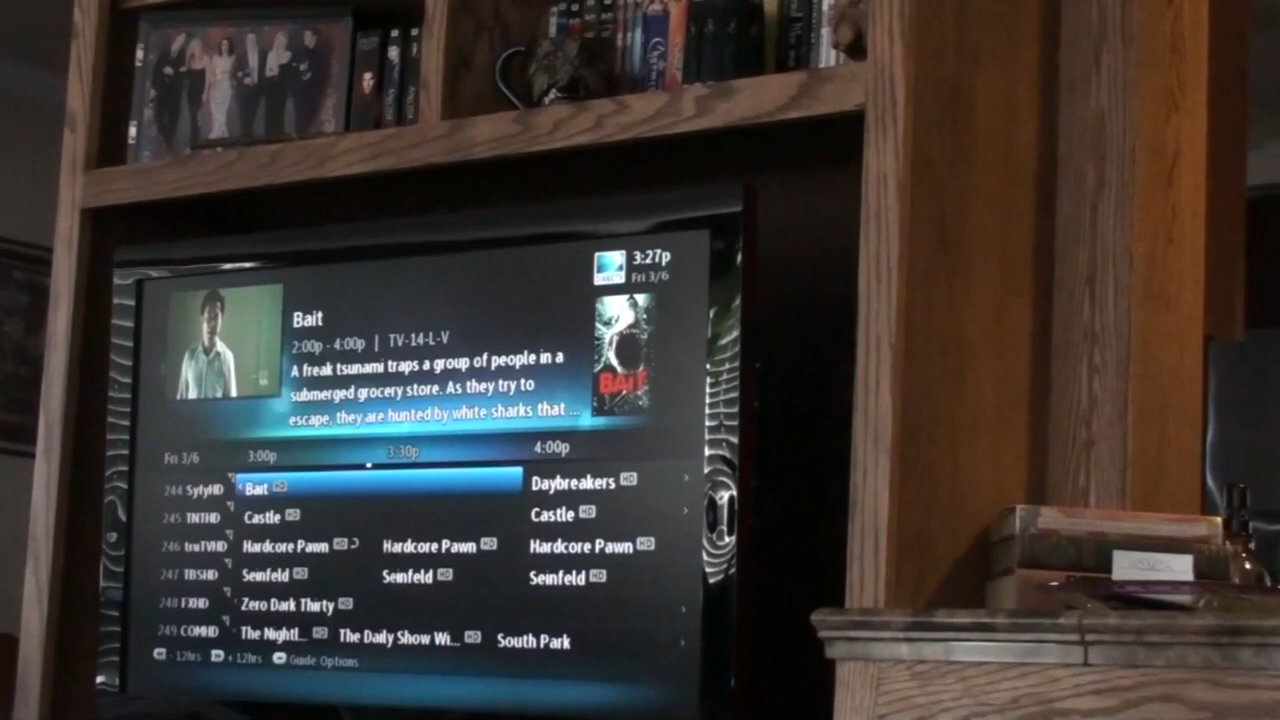 3:27p
Fri 3/6
Bait
2:00p - 4:00p | TV-14-L-V
A freak tsunami traps a group of people in a
submerged grocery store. As they try to
escape, they are hunted by white sharks that ...
BAIT
Fri 3/6 3:00p 3:30p 4:00p
244 SyfyHD Bait HD Daybreakers HD
245 TNTHD Castle HD Castle HD
246 truTVHD Hardcore Pawn HD Hardcore Pawn HD Hardcore Pawn HD
247 TBSHD Seinfeld HD Seinfeld HD Seinfeld HD
248 FXHD Zero Dark Thirty HD
249 COMHD The Nightl... HD The Daily Show Wi... HD South Park
- 12hrs + 12hrs Guide Options